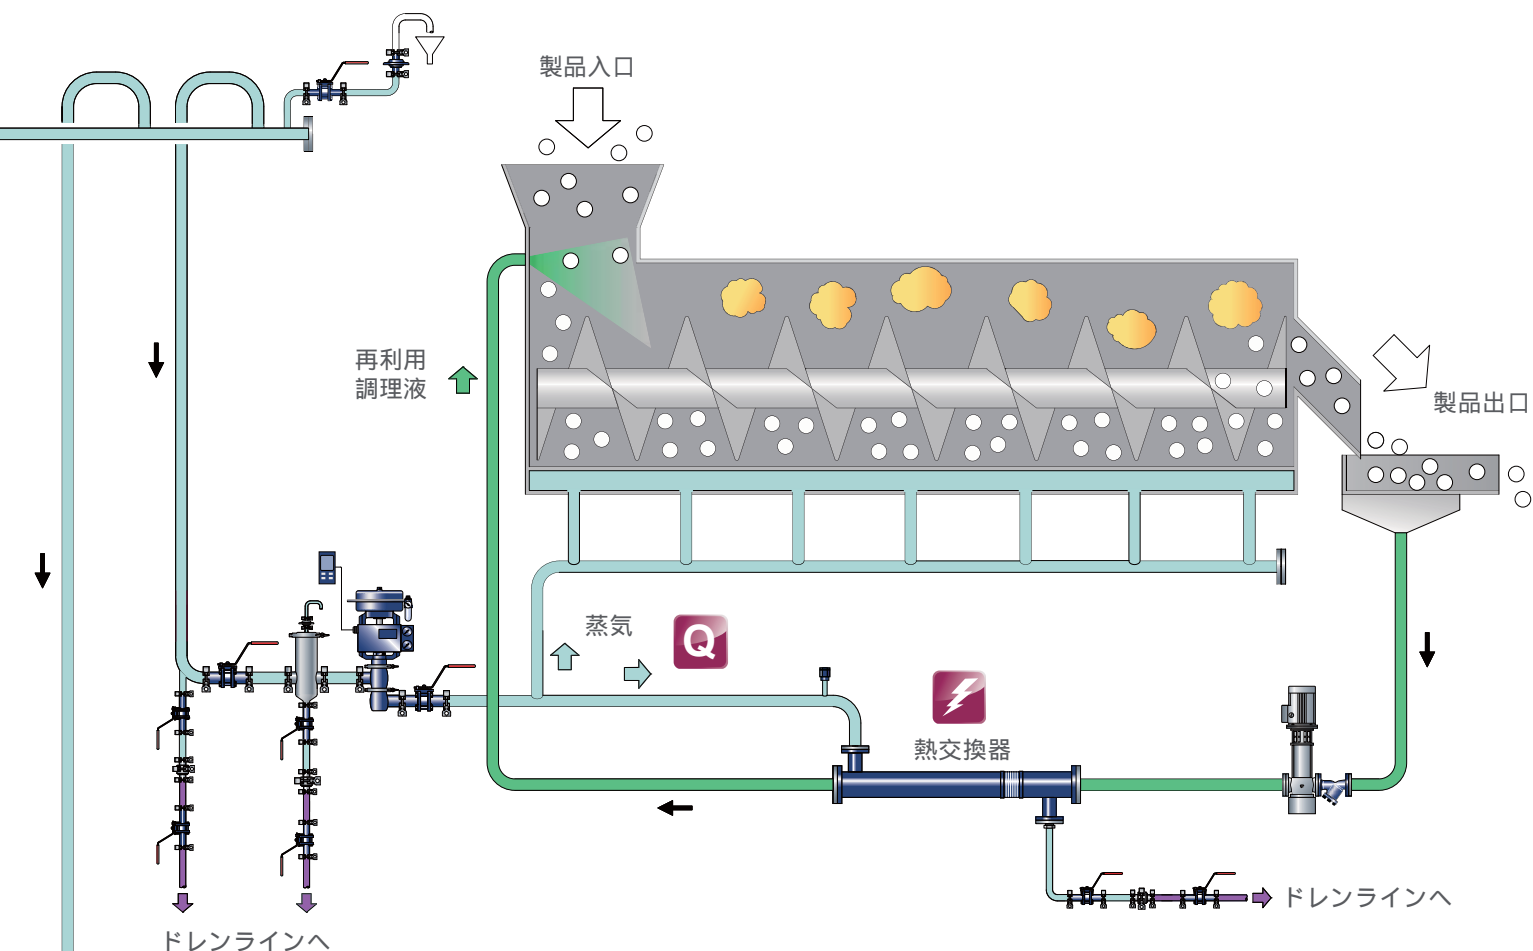 製品入口
再利用
調理液
製品出口
蒸気
Q
熱交換器
ドレンラインへ
ドレンラインへ